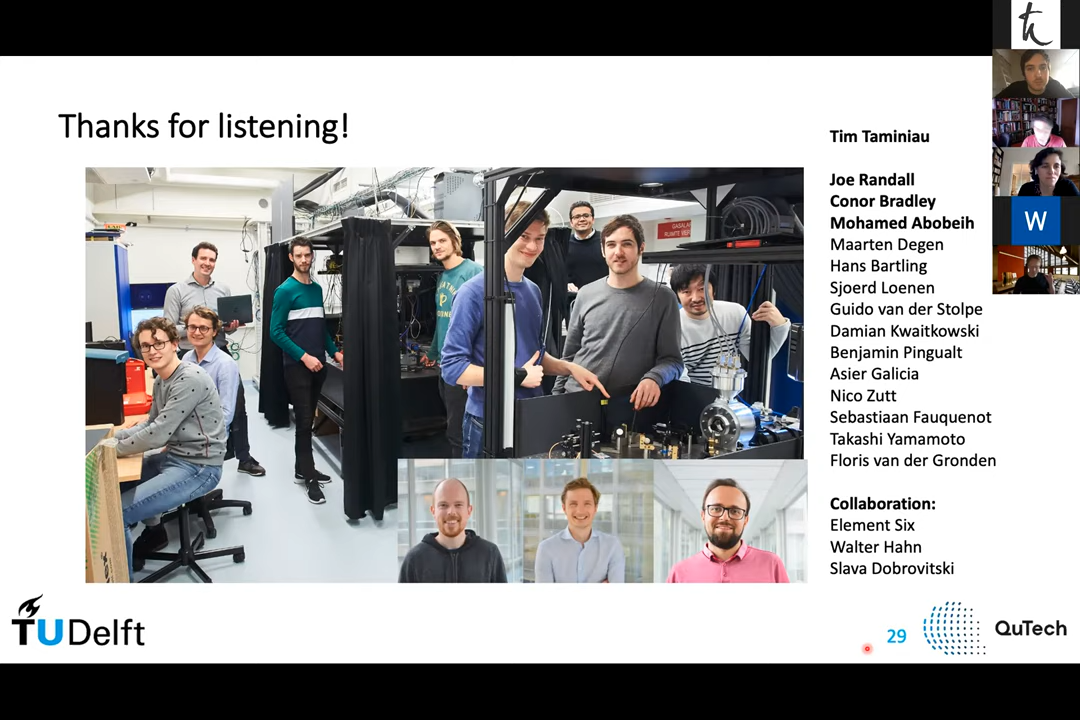 Thanks for listening!
Tim Taminiau
Joe Randall
Conor Bradley
Mohamed Abobeih
Maarten Degen
Hans Bartling
Sjoerd Loenen
Guido van der Stolpe
Damian Kwaitkowski
Benjamin Pingualt
Asier Galicia
Nico Zutt
Sebastiaan Fauquenot
Takashi Yamamoto
Floris van der Gronden
Collaboration:
Element Six
Walter Hahn
Slava Dobrovitski
W
TUDelft
29
QuTech